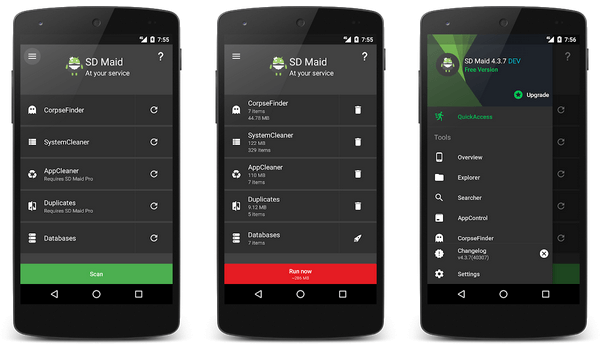 7:55
SD Maid
?
At your service
CorpseFinder
SystemCleaner
AppCleaner
Requires SD Maid Pro
Duplicates
Requires SD Maid Pro
Databases
Scan
7:55
SD Maid
?
At your service
CorpseFinder
7 items
44.78 MB
SystemCleaner
122 MB
329 items
AppCleaner
110 MB
7 items
Duplicates
9.12 MB
5 items
Databases
7 items
Run now
~286 MB
7:56
?
SD Maid 4.3.7 DEV
Free Version
Upgrade
QuickAccess
Tools
Overview
Explorer
Searcher
AppControl
CorpseFinder
Changelog
v4.3.7(40307)
Settings